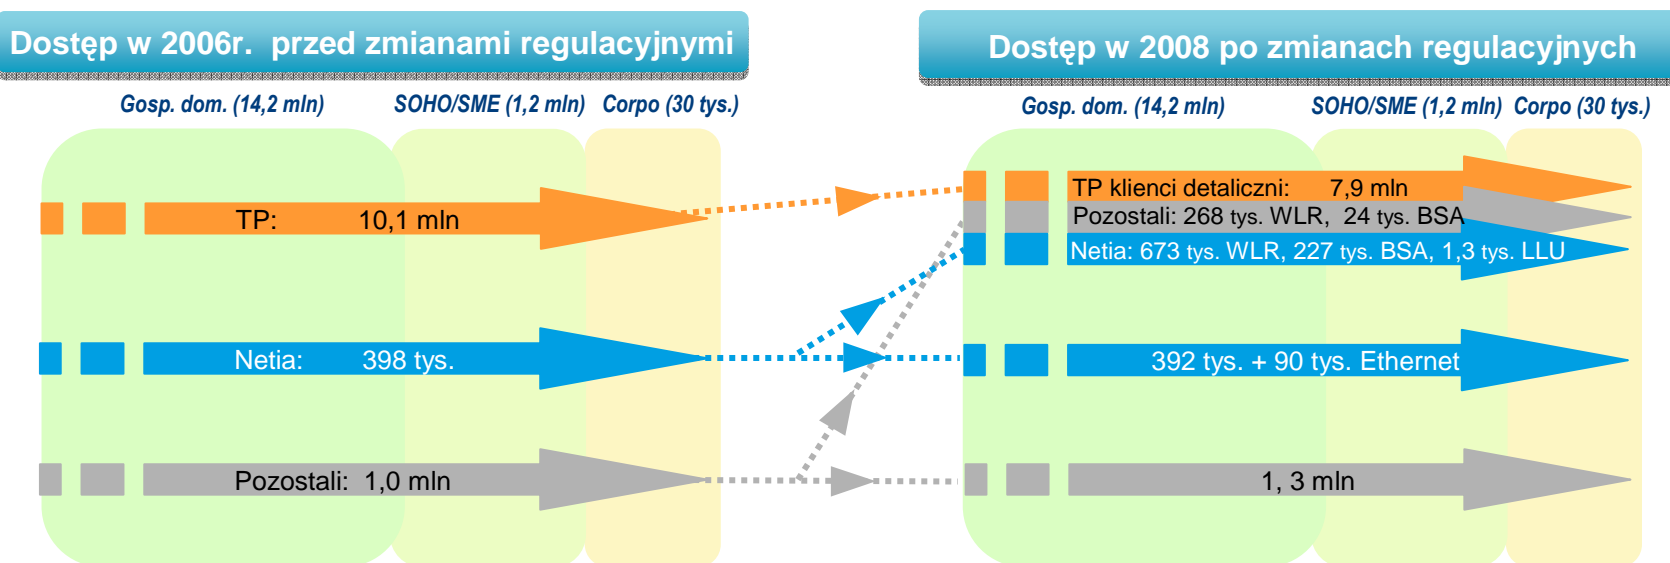 Dostęp w 2006r. przed zmianami regulacyjnymi
Gosp. dom. (14,2 mln) SOHO/SME (1,2 mln) Corpo (30 tys.)
TP: 10,1 mln
Netia: 398 tys.
Pozostali: 1,0 mln
Dostęp w 2008 po zmianach regulacyjnych
Gosp. dom. (14,2 mln) SOHO/SME (1,2 mln) Corpo (30 tys.)
TP klienci detaliczni: 7,9 mln
Pozostali: 268 tys. WLR, 24 tys. BSA
Netia: 673 tys. WLR, 227 tys. BSA, 1,3 tys. LLU
392 tys. + 90 tys. Ethernet
1, 3 mln